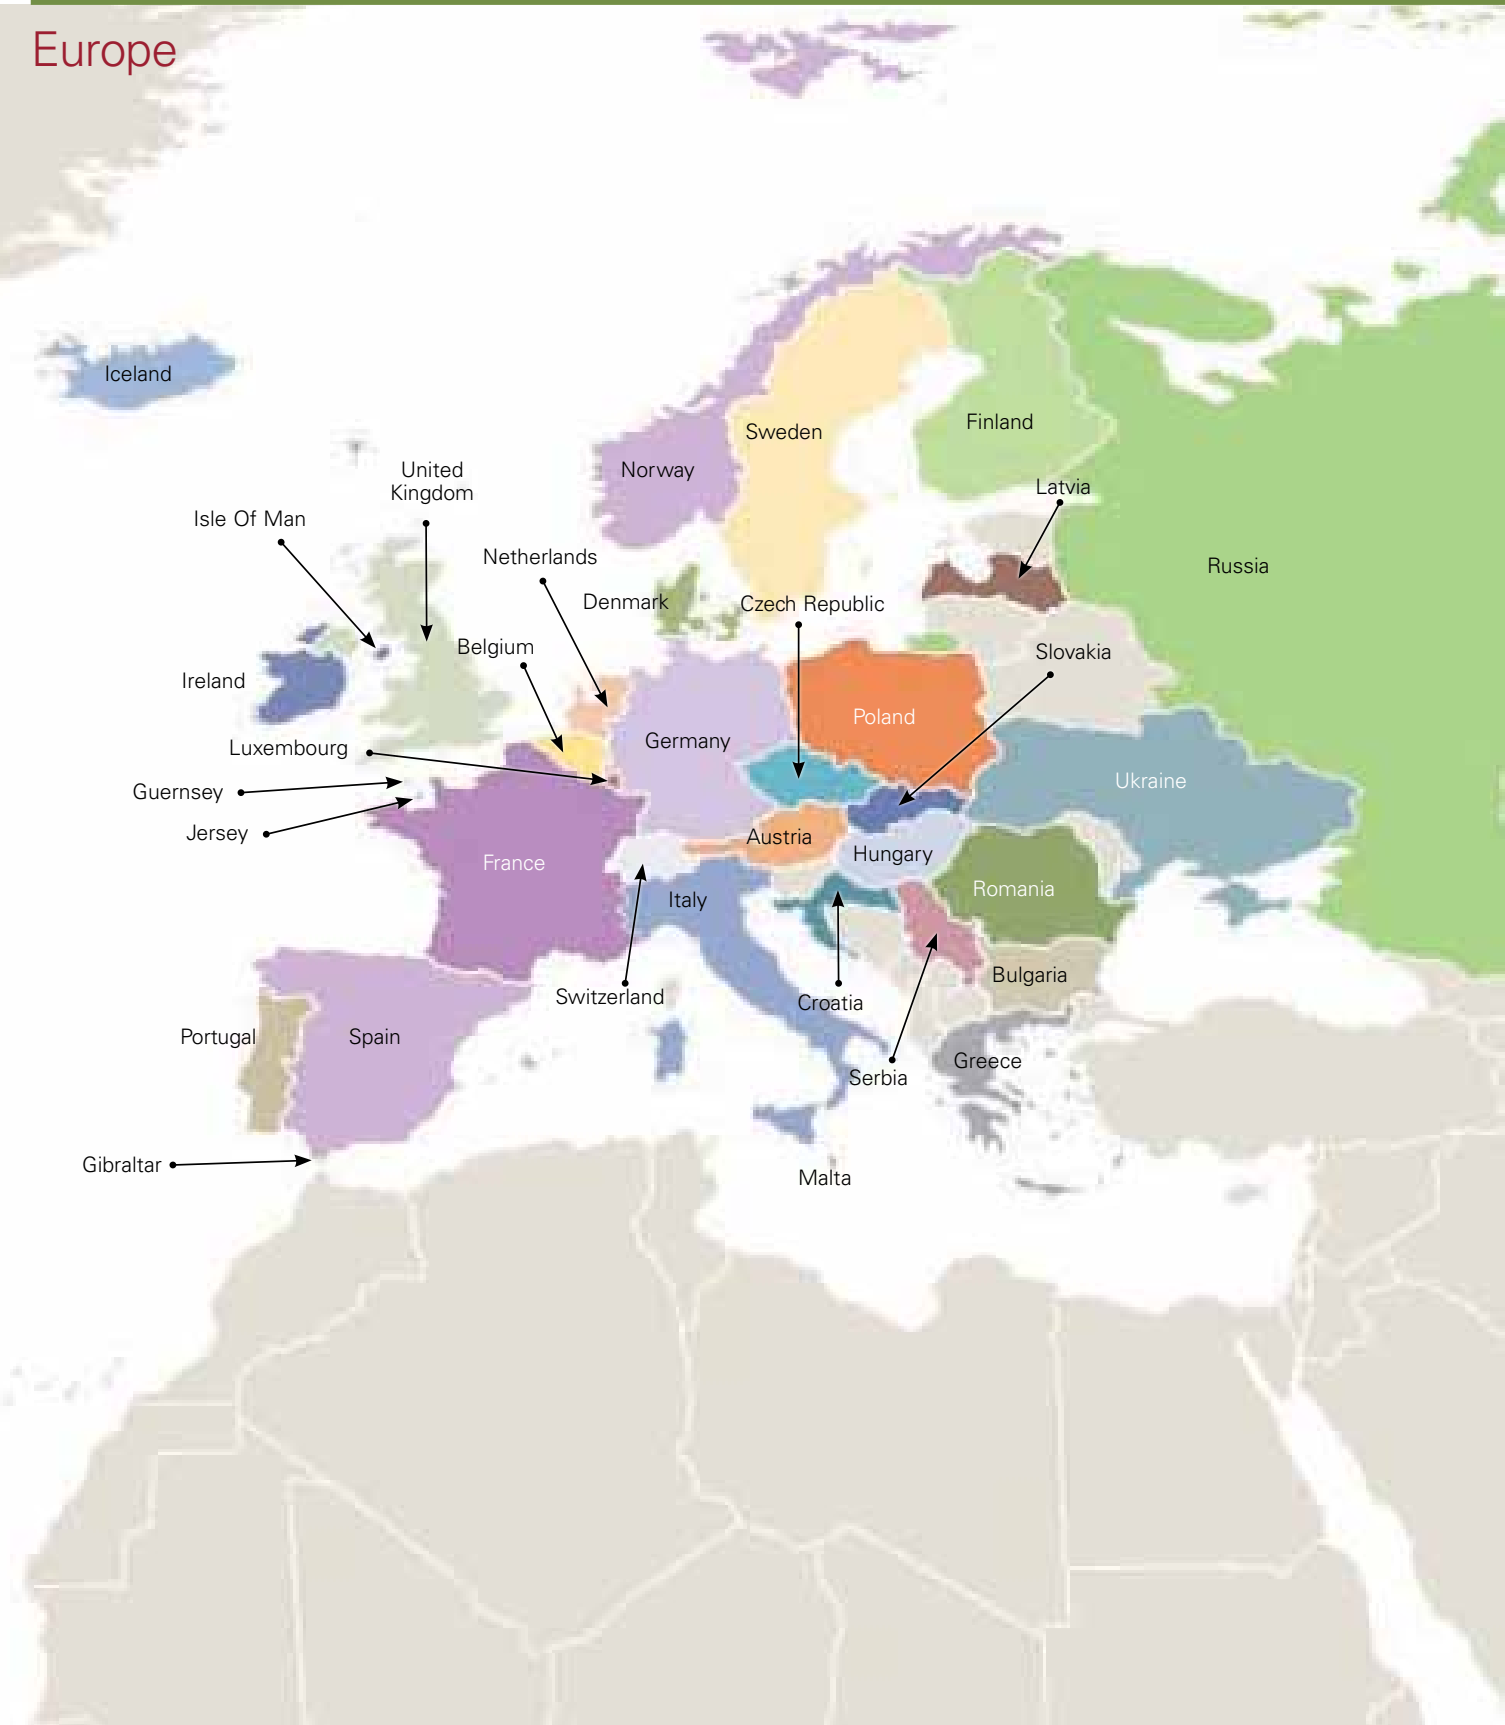 Europe
Iceland
Sweden
Finland
Norway
United
Kingdom
Latvia
Isle Of Man
Netherlands
Russia
Denmark
Czech Republic
Belgium
Slovakia
Ireland
Poland
Germany
Luxembourg
Ukraine
Guernsey
Jersey
Austria
Hungary
France
Romania
Italy
Bulgaria
Switzerland
Croatia
Portugal
Spain
Greece
Serbia
Gibraltar
Malta